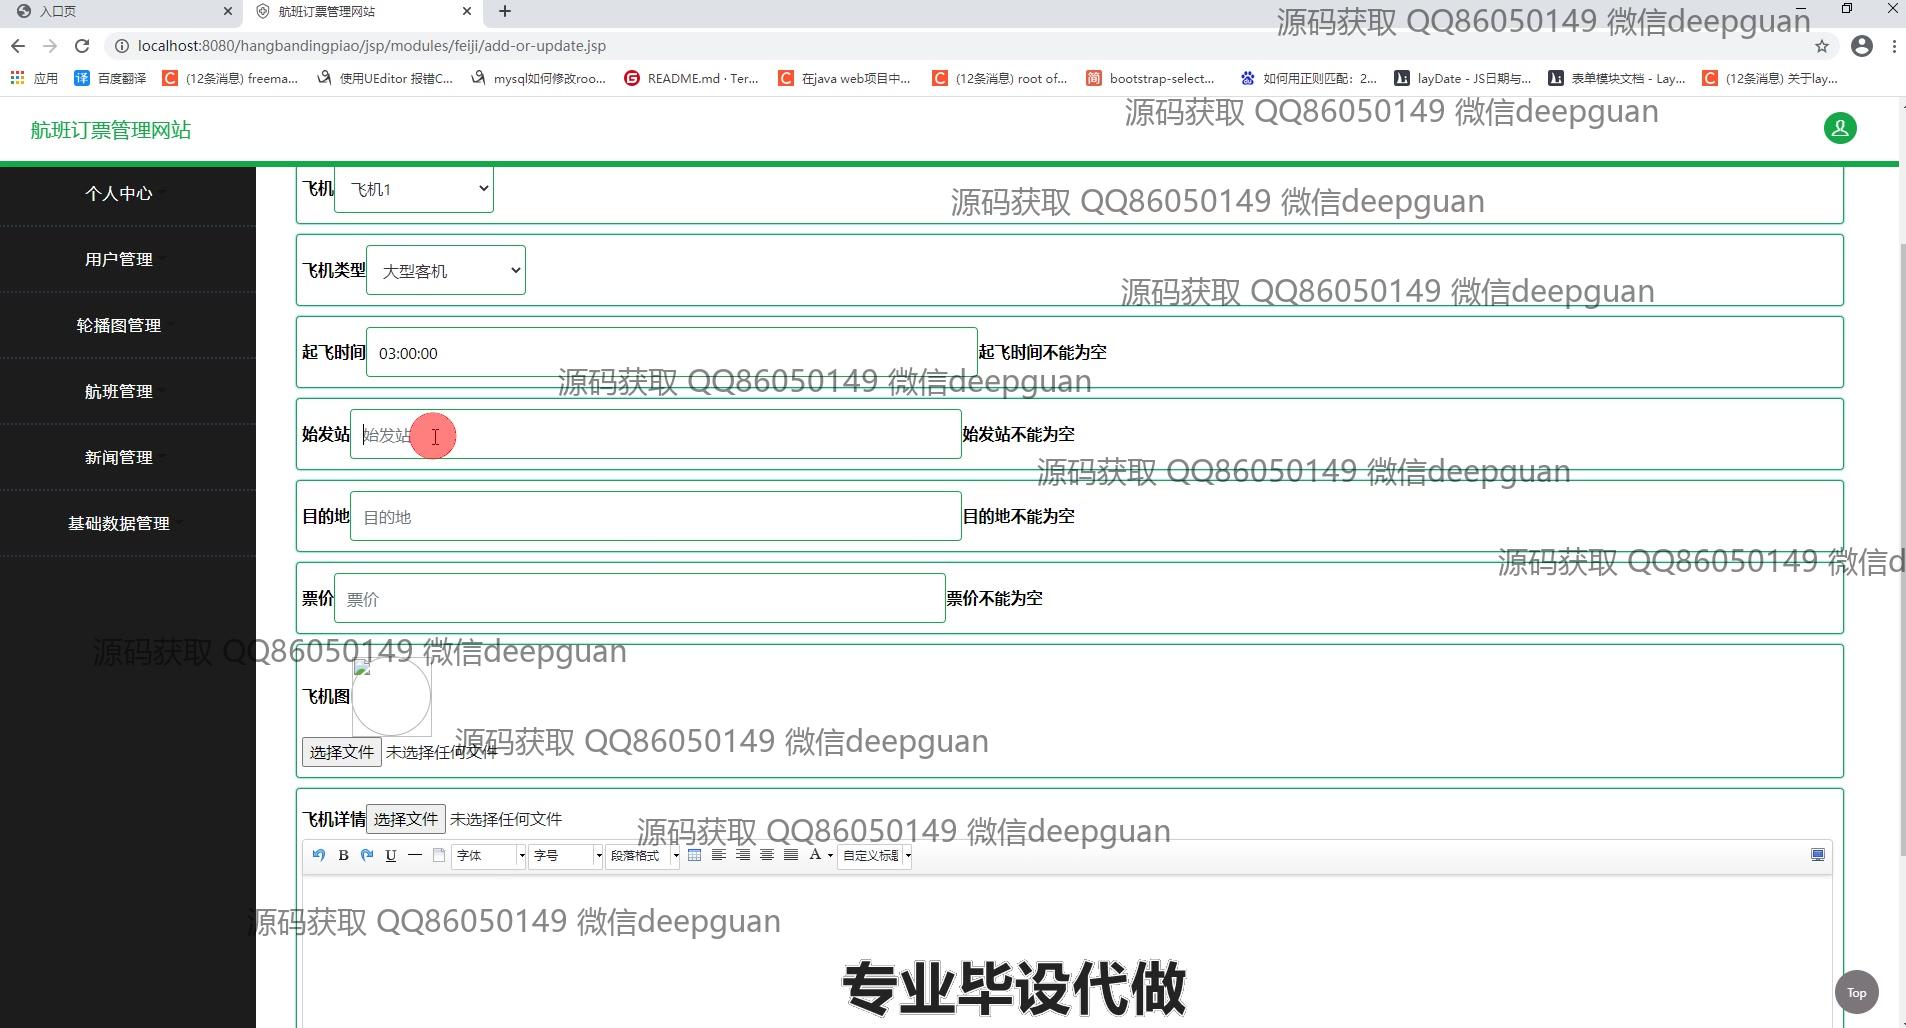 入口页
航班订票管理网站
源码获取 QQ86050149 微信deepguan
localhost:8080/hangbandingpiao/jsp/modules/feiji/add-or-update.jsp
应用
百度翻译
(12条消息) freema...
使用UEditor 报错C...
mysql如何修改roo...
README.md · Ter...
在java web项目中...
(12条消息) root of...
bootstrap-select...
如何用正则匹配：2...
layDate - JS日期与...
表单模块文档 - Lay...
(12条消息) 关于lay...
源码获取 QQ86050149 微信deepguan
航班订票管理网站
个人中心
飞机 飞机1
源码获取 QQ86050149 微信deepguan
用户管理
飞机类型 大型客机
源码获取 QQ86050149 微信deepguan
轮播图管理
起飞时间 03:00:00 起飞时间不能为空
源码获取 QQ86050149 微信deepguan
航班管理
始发站 始发站 始发站不能为空
新闻管理
源码获取 QQ86050149 微信deepguan
目的地 目的地 目的地不能为空
基础数据管理
源码获取 QQ86050149 微信d
票价 票价 票价不能为空
源码获取 QQ86050149 微信deepguan
飞机图
源码获取 QQ86050149 微信deepguan
选择文件 未选择任何文件
飞机详情 选择文件 未选择任何文件
源码获取 QQ86050149 微信deepguan
B U 字体 字号 段落格式 A 自定义标题
源码获取 QQ86050149 微信deepguan
专业毕设代做
Top